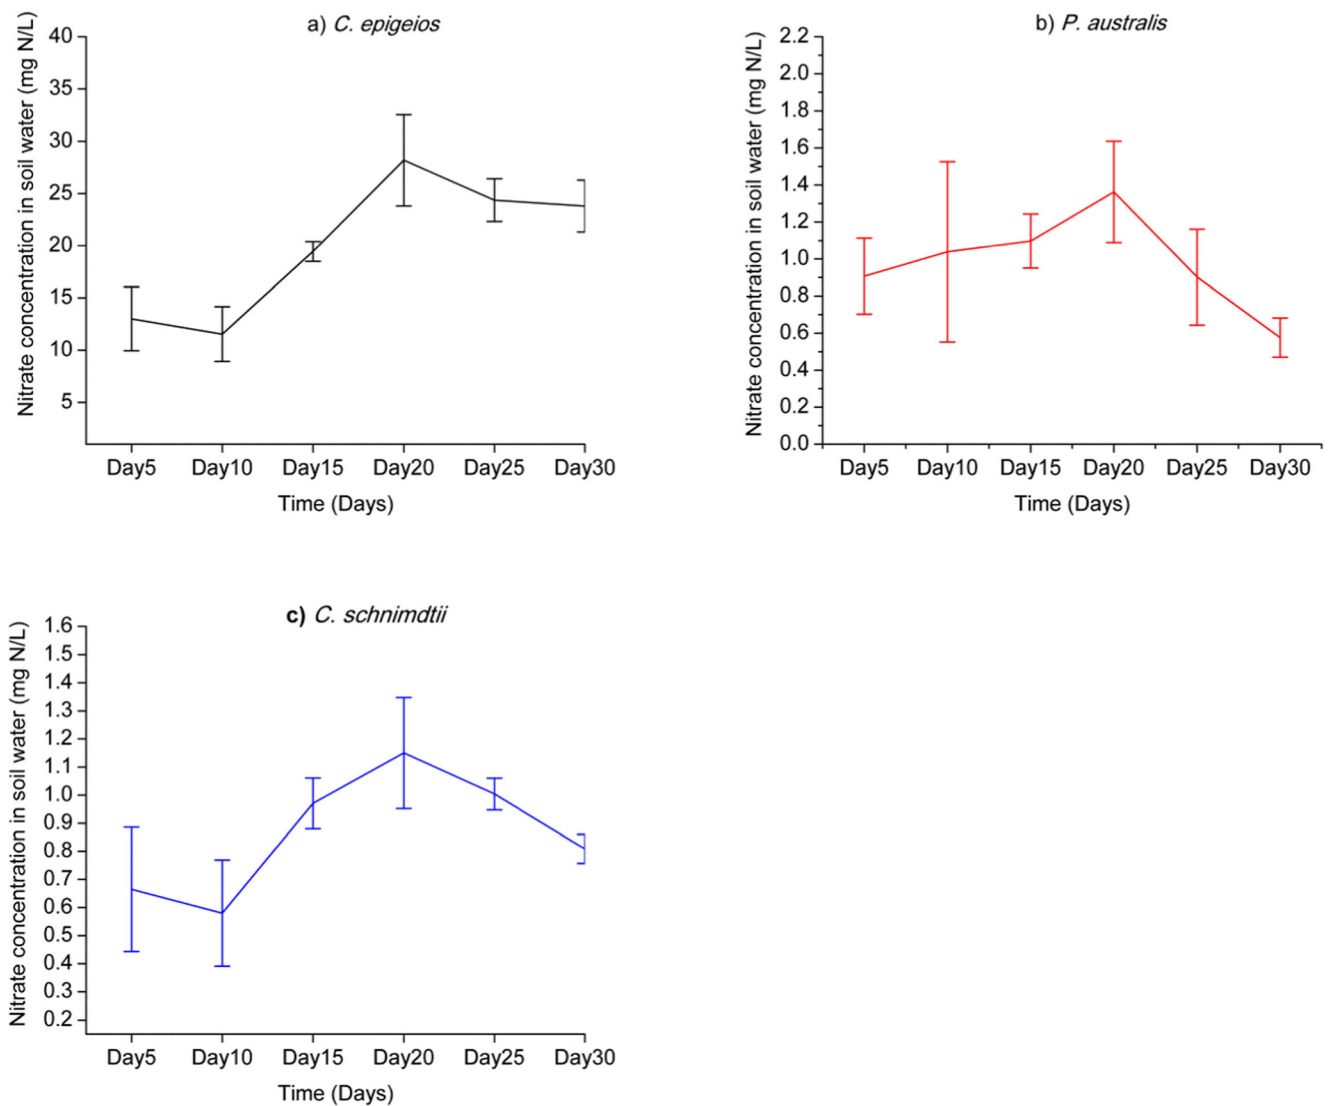 a) C. epigeios
Nitrate concentration in soil water (mg N/L)
40
35
30
25
20
15
10
5
Day5 Day10 Day15 Day20 Day25 Day30
Time (Days)
b) P. australis
Nitrate concentration in soil water (mg N/L)
2.2
2.0
1.8
1.6
1.4
1.2
1.0
0.8
0.6
0.4
0.2
0.0
Day5 Day10 Day15 Day20 Day25 Day30
Time (Days)
c) C. schnimdtii
Nitrate concentration in soil water (mg N/L)
1.6
1.5
1.4
1.3
1.2
1.1
1.0
0.9
0.8
0.7
0.6
0.5
0.4
0.3
0.2
Day5 Day10 Day15 Day20 Day25 Day30
Time (Days)